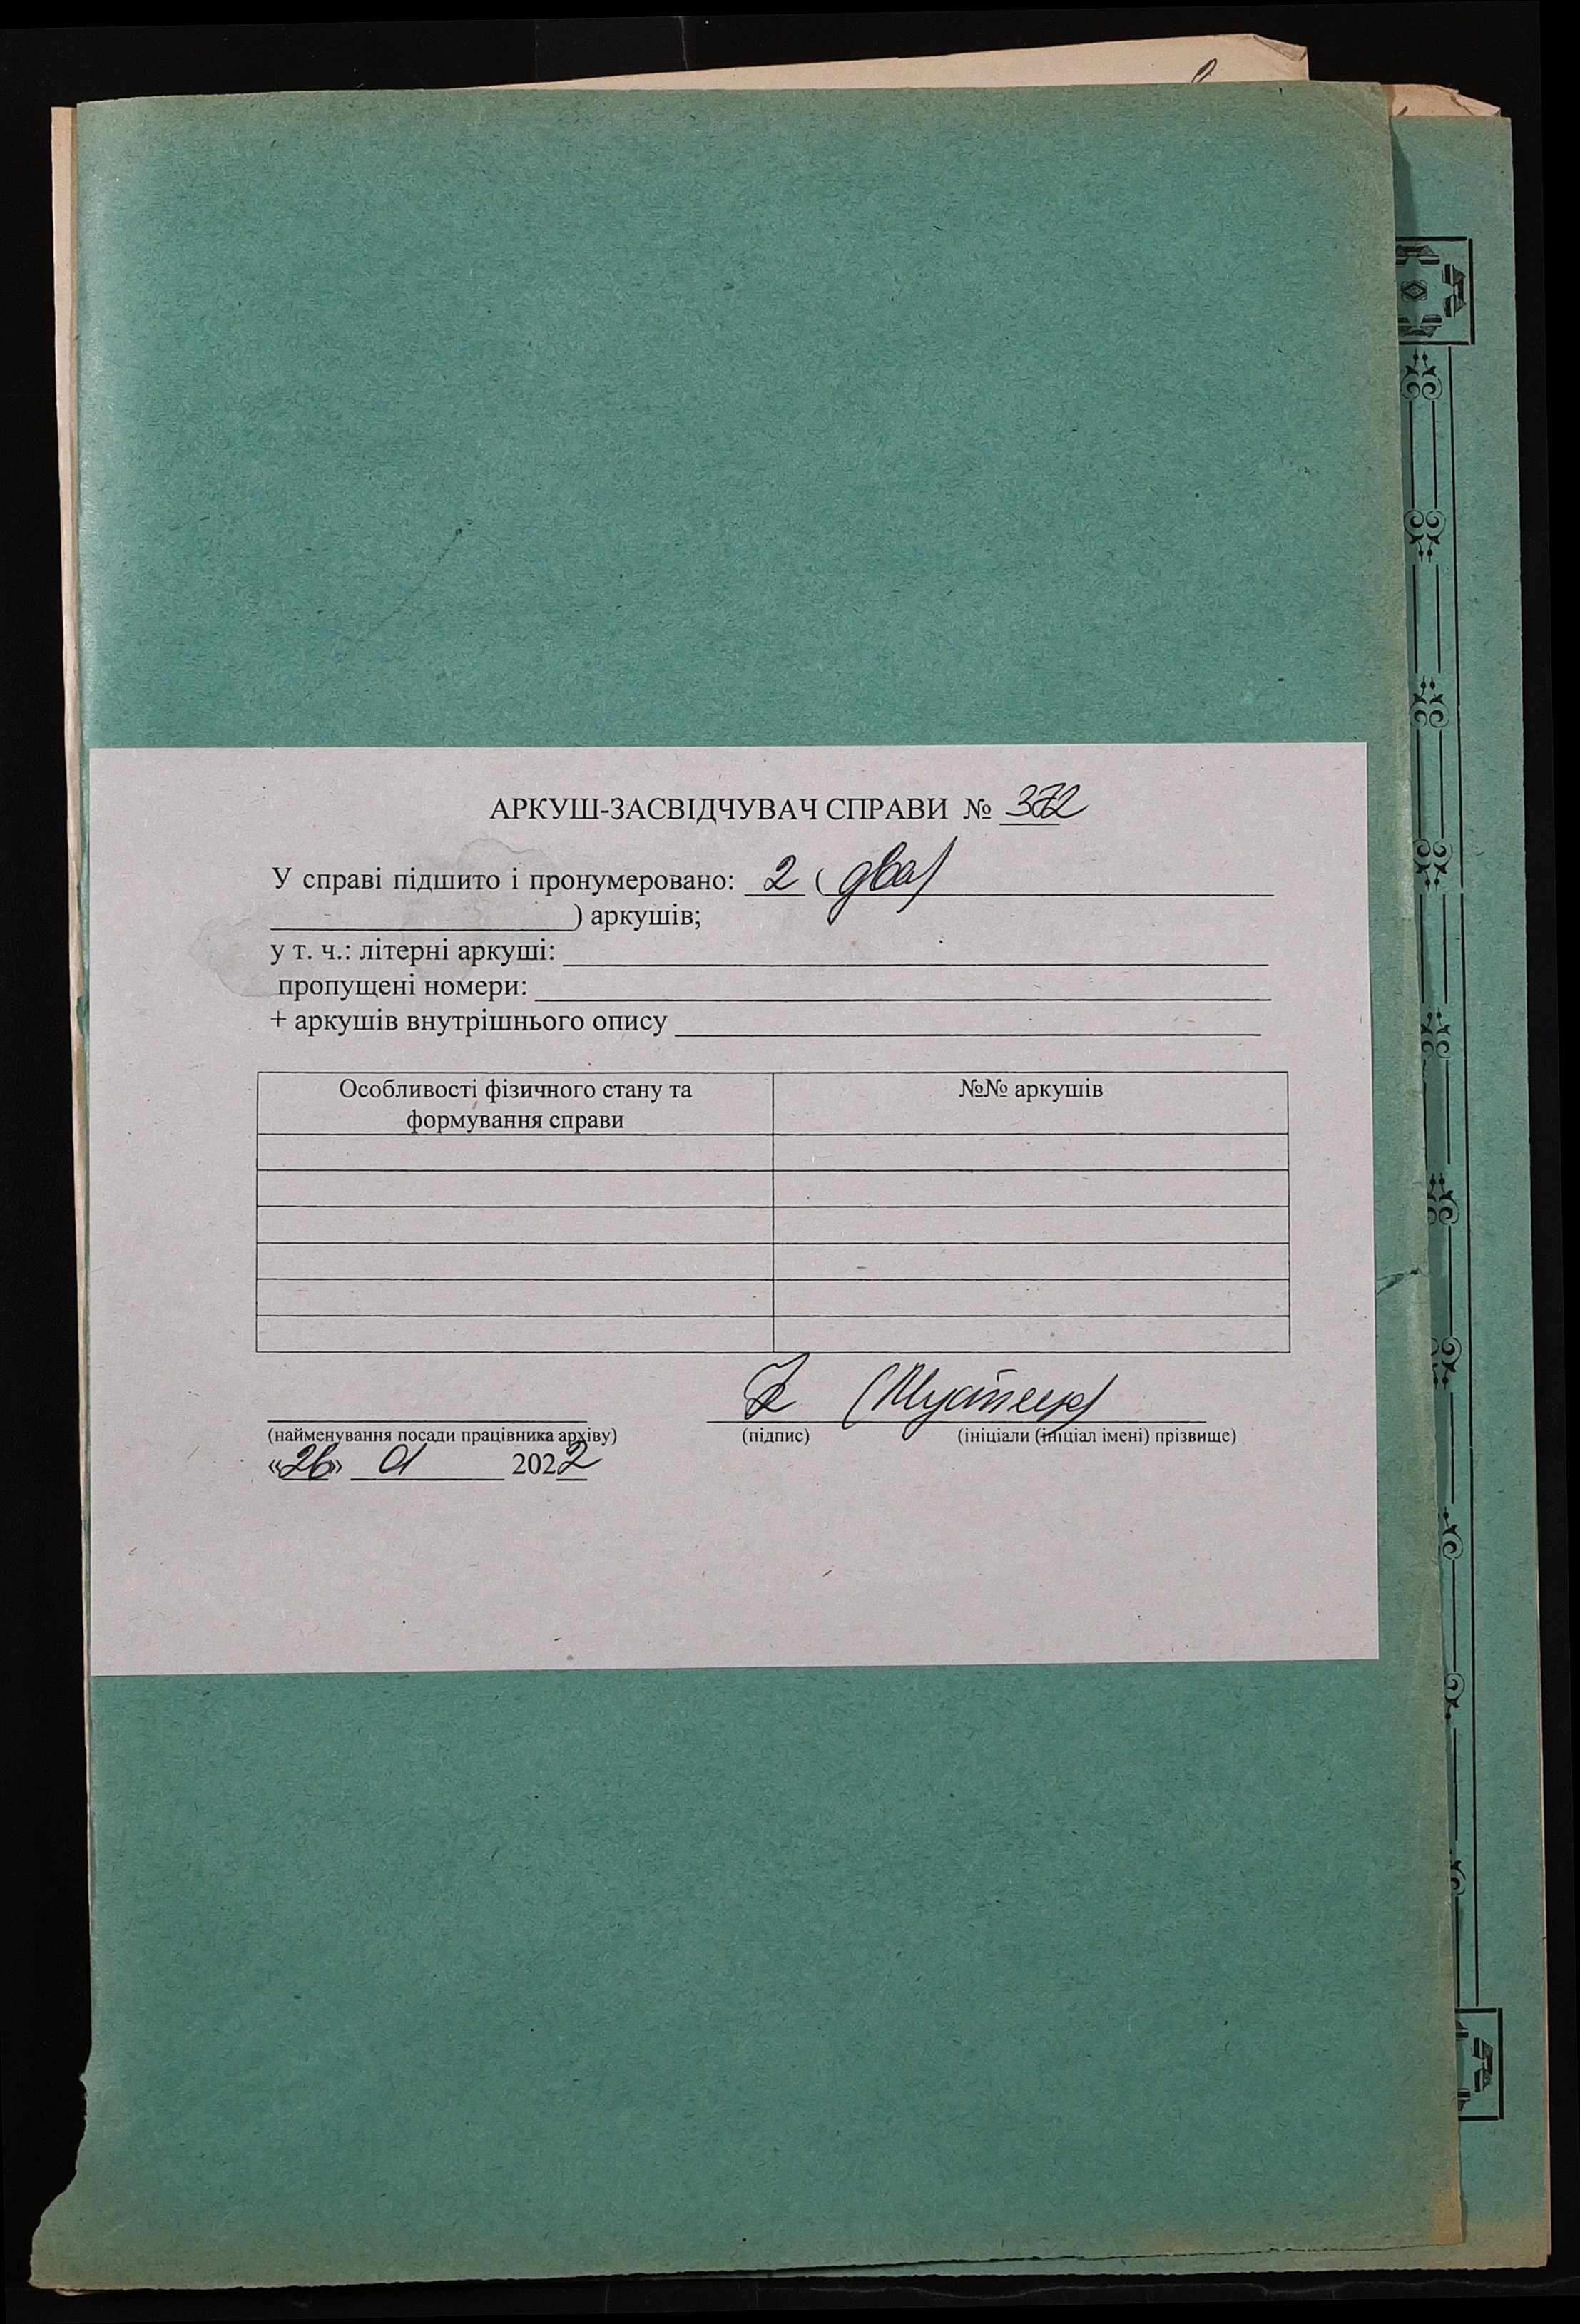 АРКУШ-ЗАСВІДЧУВАЧ СПРАВИ № 372
У справі підшито і пронумеровано: 2 ( два)
) аркушів;
у т. ч.: літерні аркуші:
пропущені номери:
+ аркушів внутрішнього опису
Особливості фізичного стану та формування справи
№№ аркушів
(найменування посади працівника архіву)
(підпис)
(ініціали (ініціал імені) прізвище)
«26» 01 2022